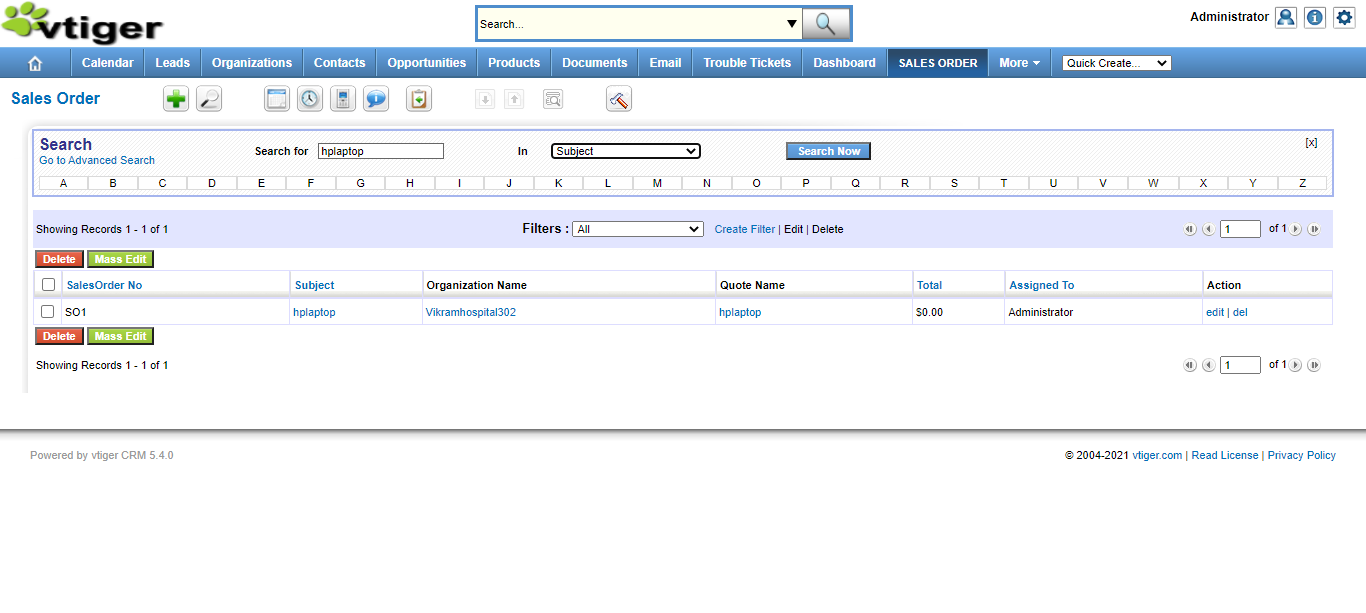 vtiger
Search...
Administrator
Calendar Leads Organizations Contacts Opportunities Products Documents Email Trouble Tickets Dashboard SALES ORDER More Quick Create...
Sales Order
Search
Go to Advanced Search
Search for hplaptop In Subject Search Now [x]
A B C D E F G H I J K L M N O P Q R S T U V W X Y Z
Showing Records 1 - 1 of 1 Filters : All Create Filter | Edit | Delete 1 of 1
Delete Mass Edit
SalesOrder No Subject Organization Name Quote Name Total Assigned To Action
SO1 hplaptop Vikramhospital302 hplaptop $0.00 Administrator edit | del
Delete Mass Edit
Showing Records 1 - 1 of 1 1 of 1
Powered by vtiger CRM 5.4.0 © 2004-2021 vtiger.com | Read License | Privacy Policy